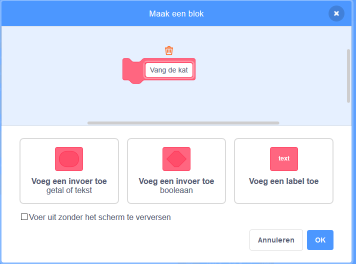 Maak een blok
Vang de kat
text
Voeg een invoer toe
getal of tekst
Voeg een invoer toe
booleaan
Voeg een label toe
Voer uit zonder het scherm te verversen
Annuleren
OK